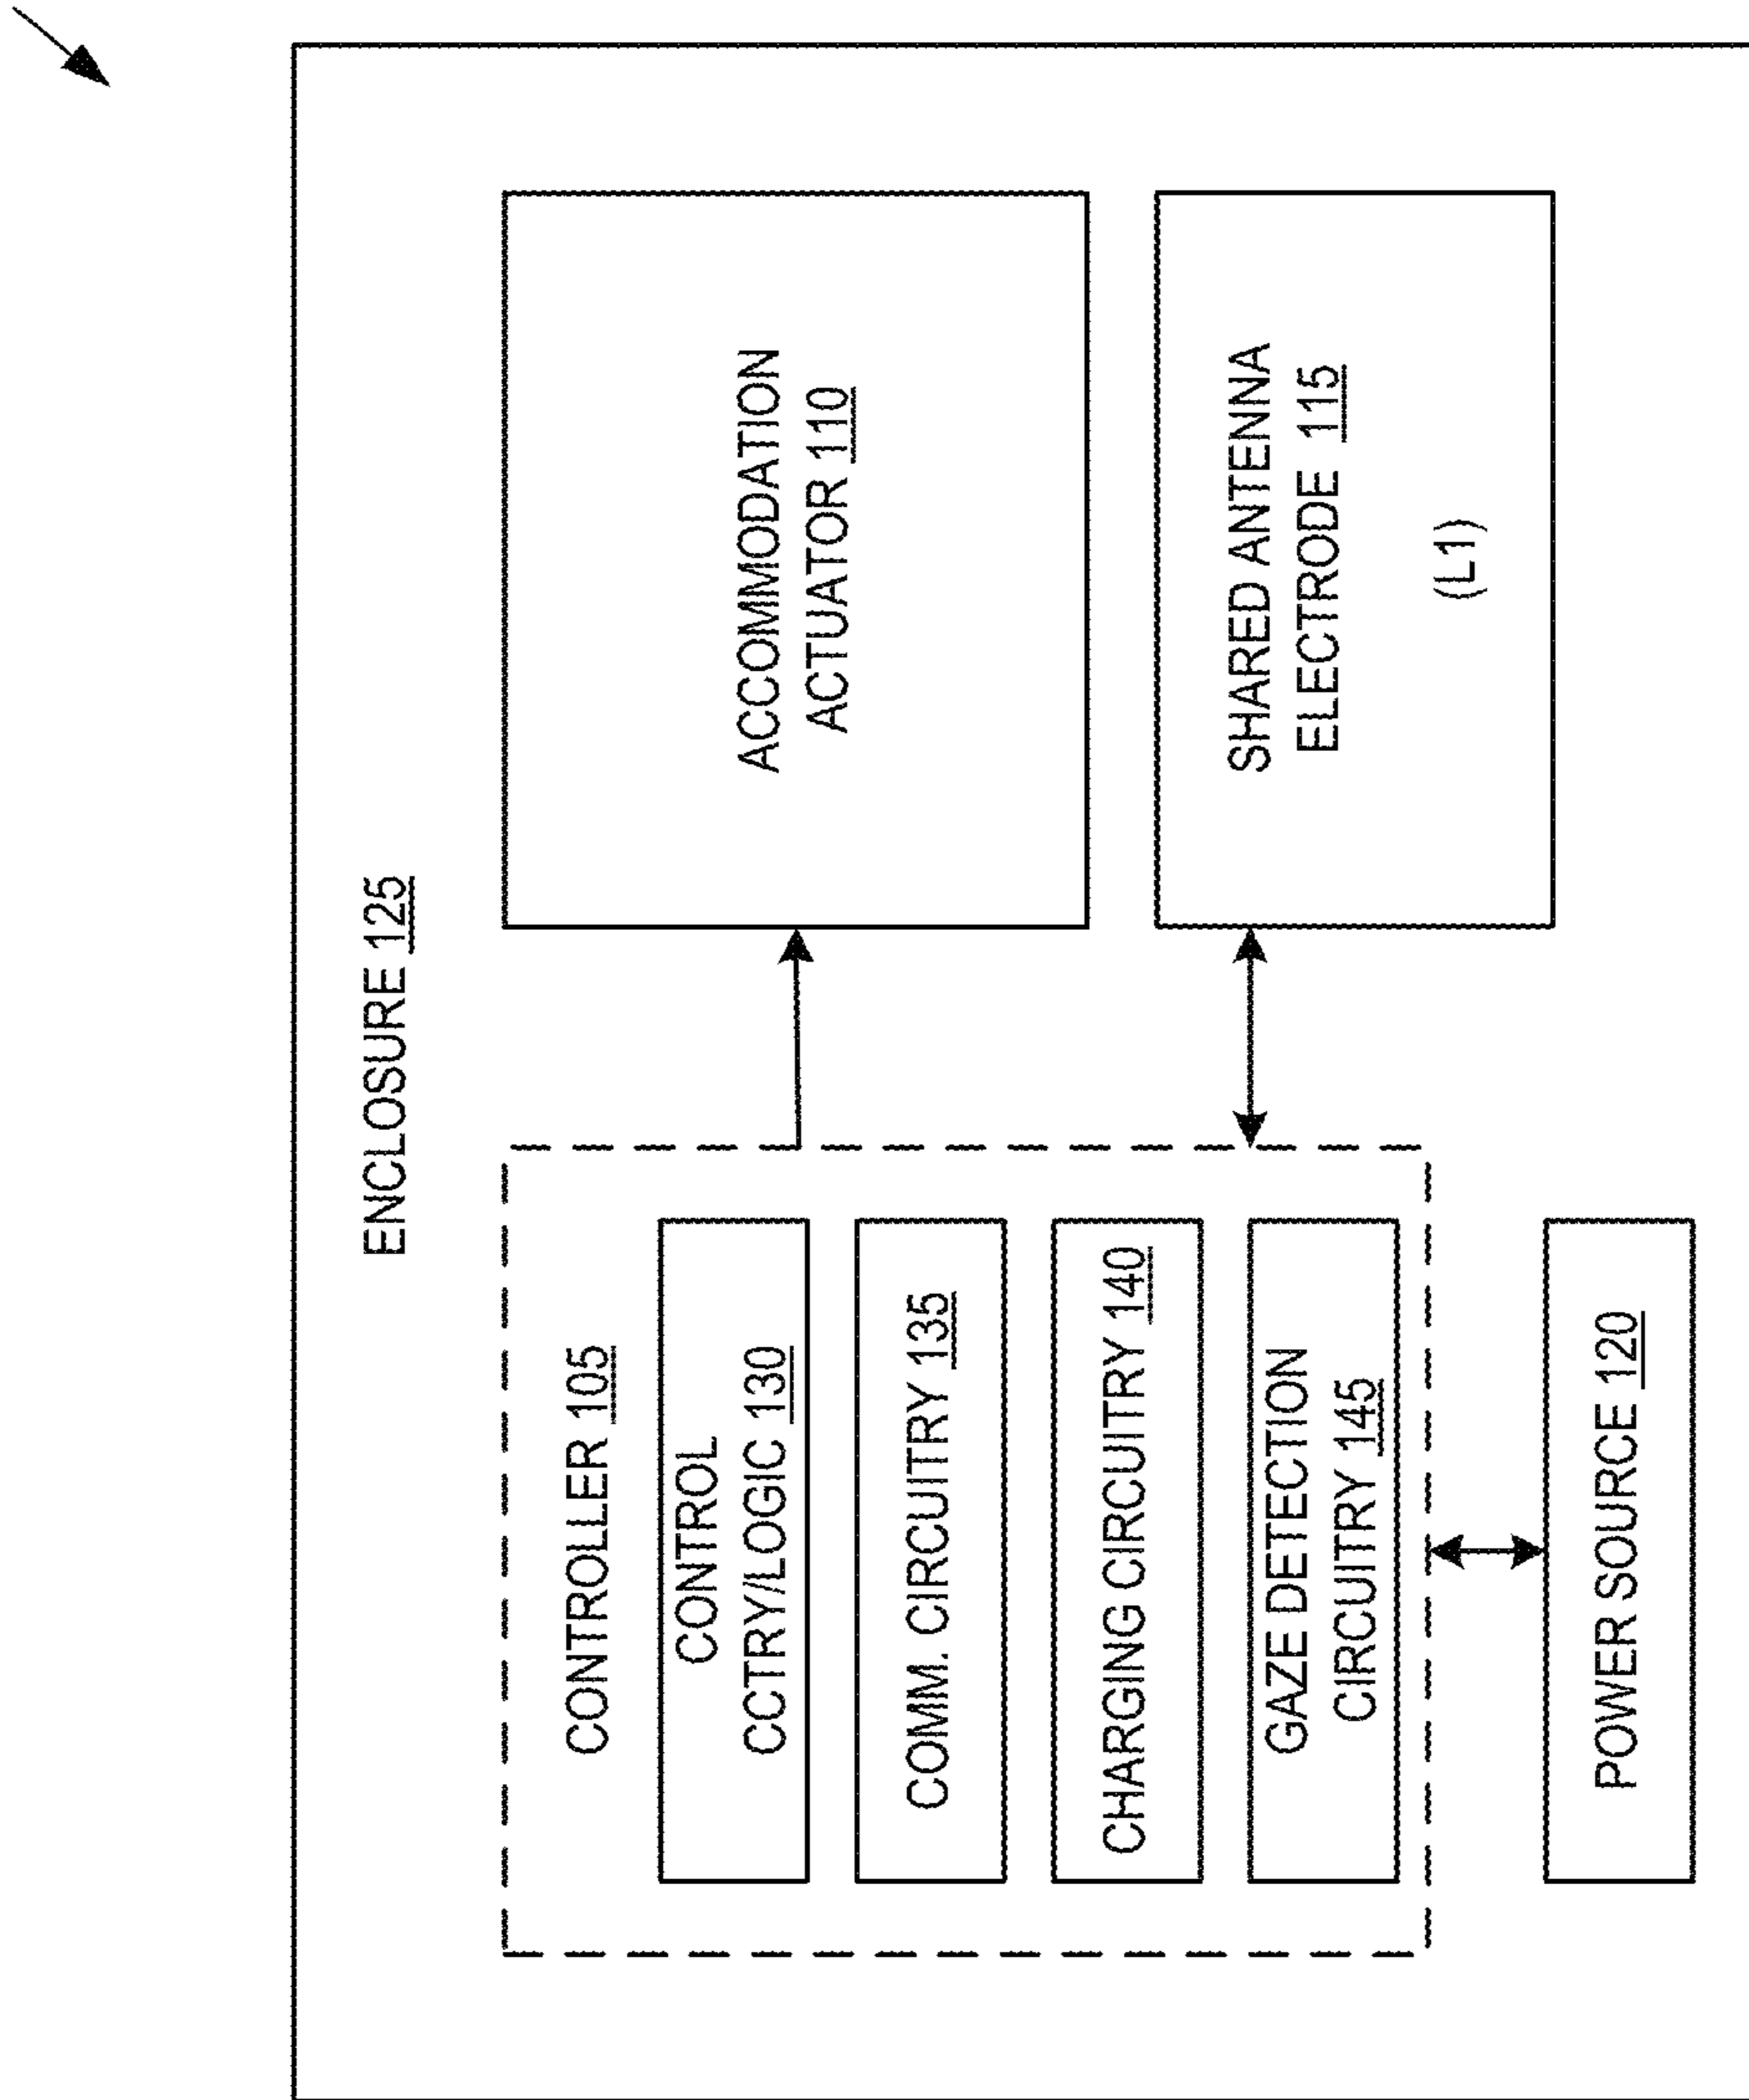 ENCLOSURE 125
CONTROLLER 105
CONTROL
CCTRY/LOGIC 130
COMM. CIRCUITRY 135
CHARGING CIRCUITRY 140
GAZE DETECTION
CIRCUITRY 145
POWER SOURCE 120
ACCOMMODATION
ACTUATOR 110
SHARED ANTENNA
ELECTRODE 115
(L1)